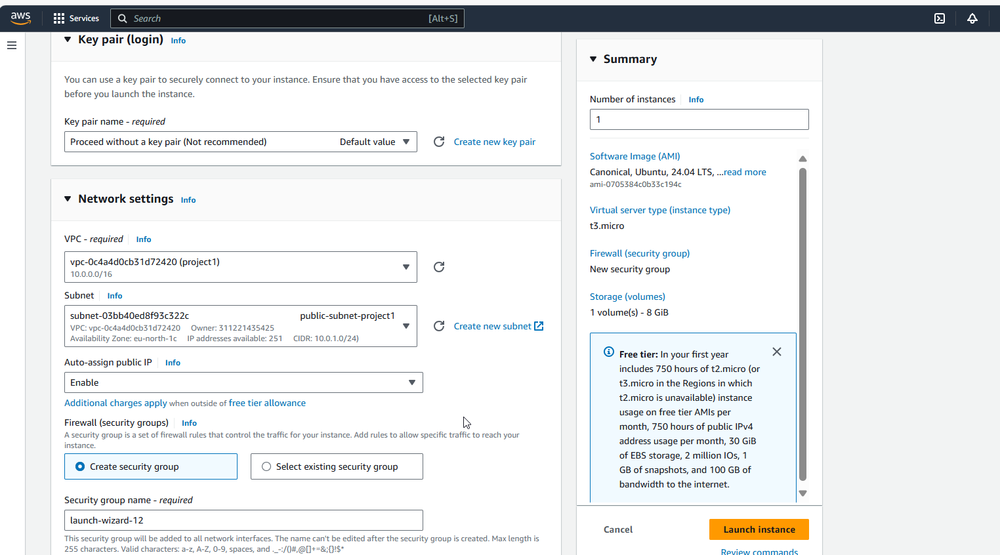 aws
Services
Search
[Alt+S]
Key pair (login) Info
You can use a key pair to securely connect to your instance. Ensure that you have access to the selected key pair
before you launch the instance.
Key pair name - required
Proceed without a key pair (Not recommended) Default value
Create new key pair
Network settings Info
VPC - required Info
vpc-0c4a4d0cb31d72420 (project1)
10.0.0.0/16
Subnet Info
subnet-03bb40ed8f93c322c public-subnet-project1
VPC: vpc-0c4a4d0cb31d72420 Owner: 311221435425
Availability Zone: eu-north-1c IP addresses available: 251 CIDR: 10.0.1.0/24)
Create new subnet
Auto-assign public IP Info
Enable
Additional charges apply when outside of free tier allowance
Firewall (security groups) Info
A security group is a set of firewall rules that control the traffic for your instance. Add rules to allow specific traffic to reach your
instance.
Create security group
Select existing security group
Security group name - required
launch-wizard-12
This security group will be added to all network interfaces. The name can't be edited after the security group is created. Max length is
255 characters. Valid characters: a-z, A-Z, 0-9, spaces, and ._-:/()#,@[]+=&;{}!$*
Summary
Number of instances Info
1
Software Image (AMI)
Canonical, Ubuntu, 24.04 LTS, ...read more
ami-0705384c0b33c194c
Virtual server type (instance type)
t3.micro
Firewall (security group)
New security group
Storage (volumes)
1 volume(s) - 8 GiB
Free tier: In your first year
includes 750 hours of t2.micro (or
t3.micro in the Regions in which
t2.micro is unavailable) instance
usage on free tier AMIs per
month, 750 hours of public IPv4
address usage per month, 30 GiB
of EBS storage, 2 million IOs, 1
GB of snapshots, and 100 GB of
bandwidth to the internet.
Cancel
Launch instance
Review commands